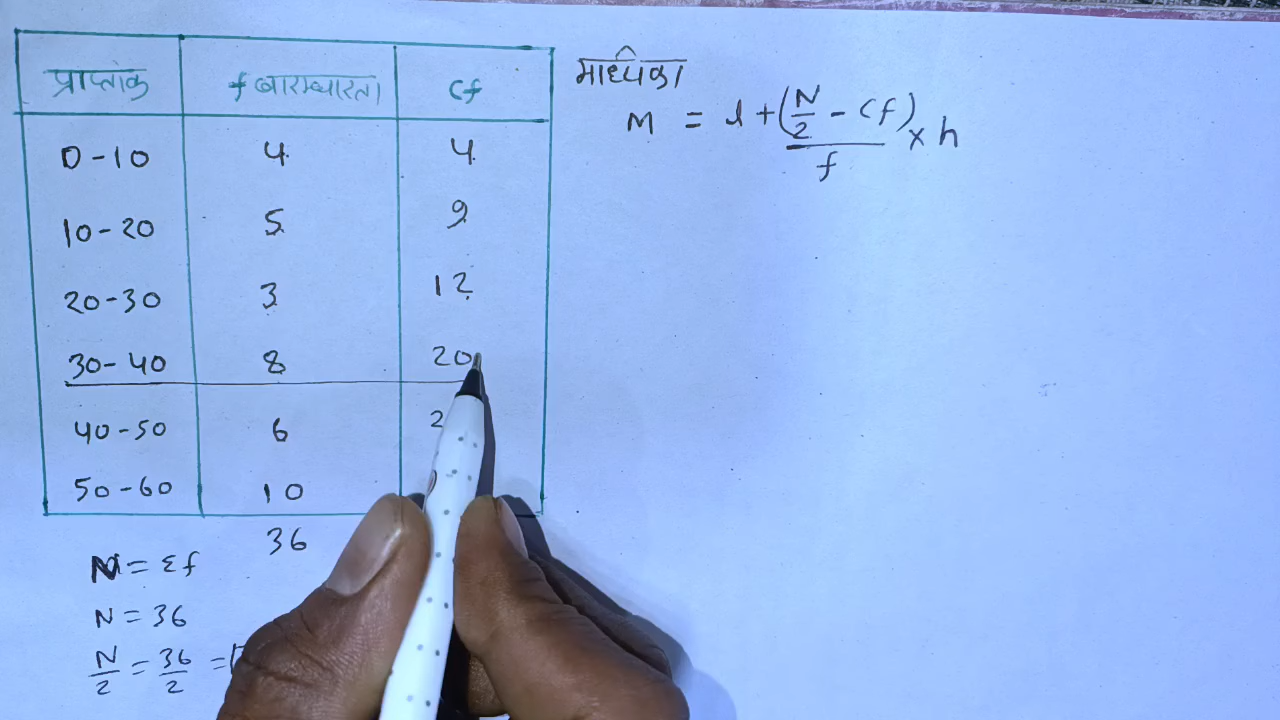 प्राप्तांक f बारम्बारता cf
0-10 4 4
10-20 5 9
20-30 3 12
30-40 8 20
40-50 6 2
50-60 10
36
N = Σf
N = 36
N/2 = 36/2 =
माध्यिका
M = l + (N/2 - cf)/f × h